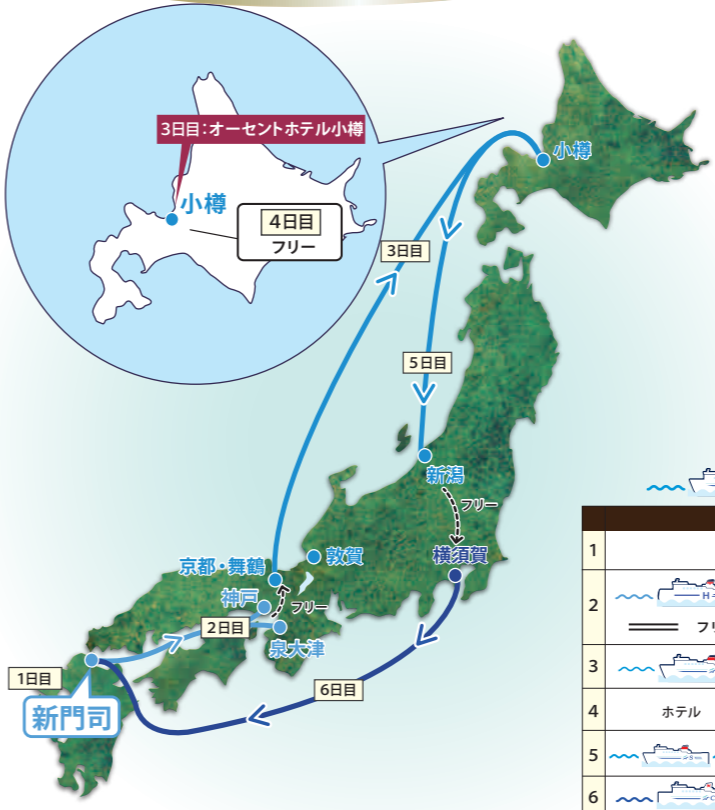 3日目：オーセントホテル小樽
小樽
4日目
フリー
小樽
3日目
5日目
新潟
フリー
横須賀
敦賀
京都・舞鶴
神戸
フリー
2日目
泉大津
1日目
新門司
6日目
1
2
フリ
3
4 ホテル
5
6